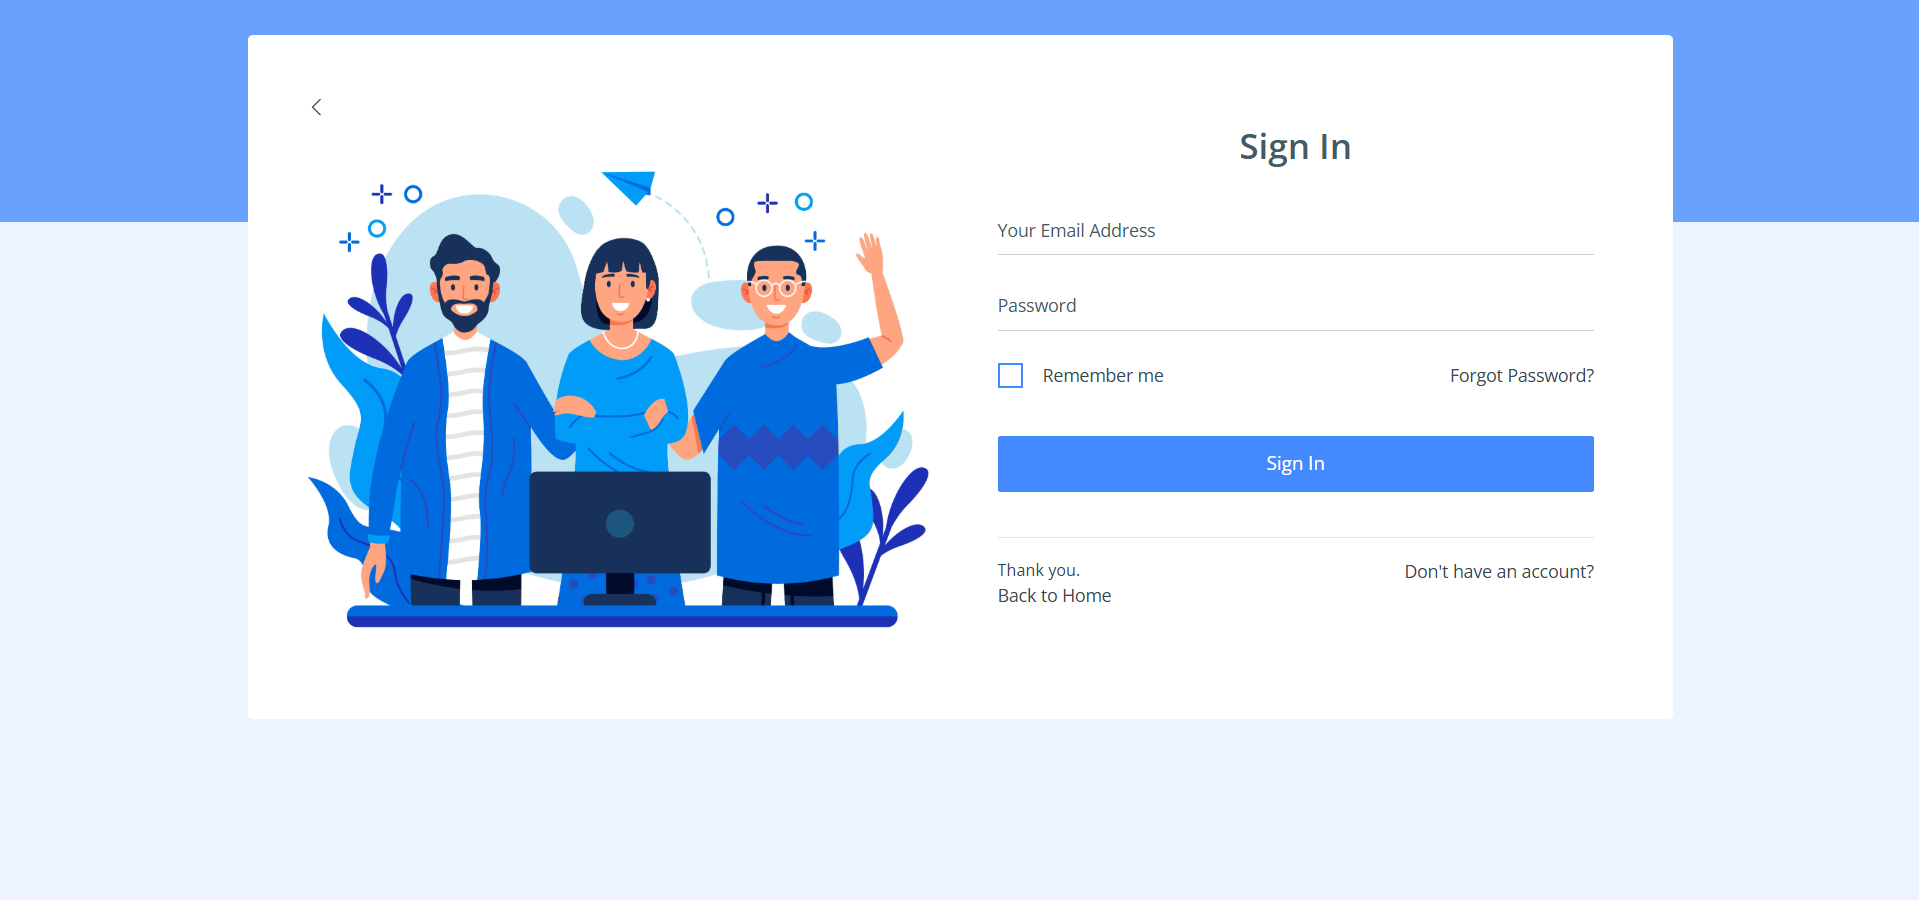 Sign In
Your Email Address
Password
Remember me
Forgot Password?
Sign In
Thank you.
Don't have an account?
Back to Home